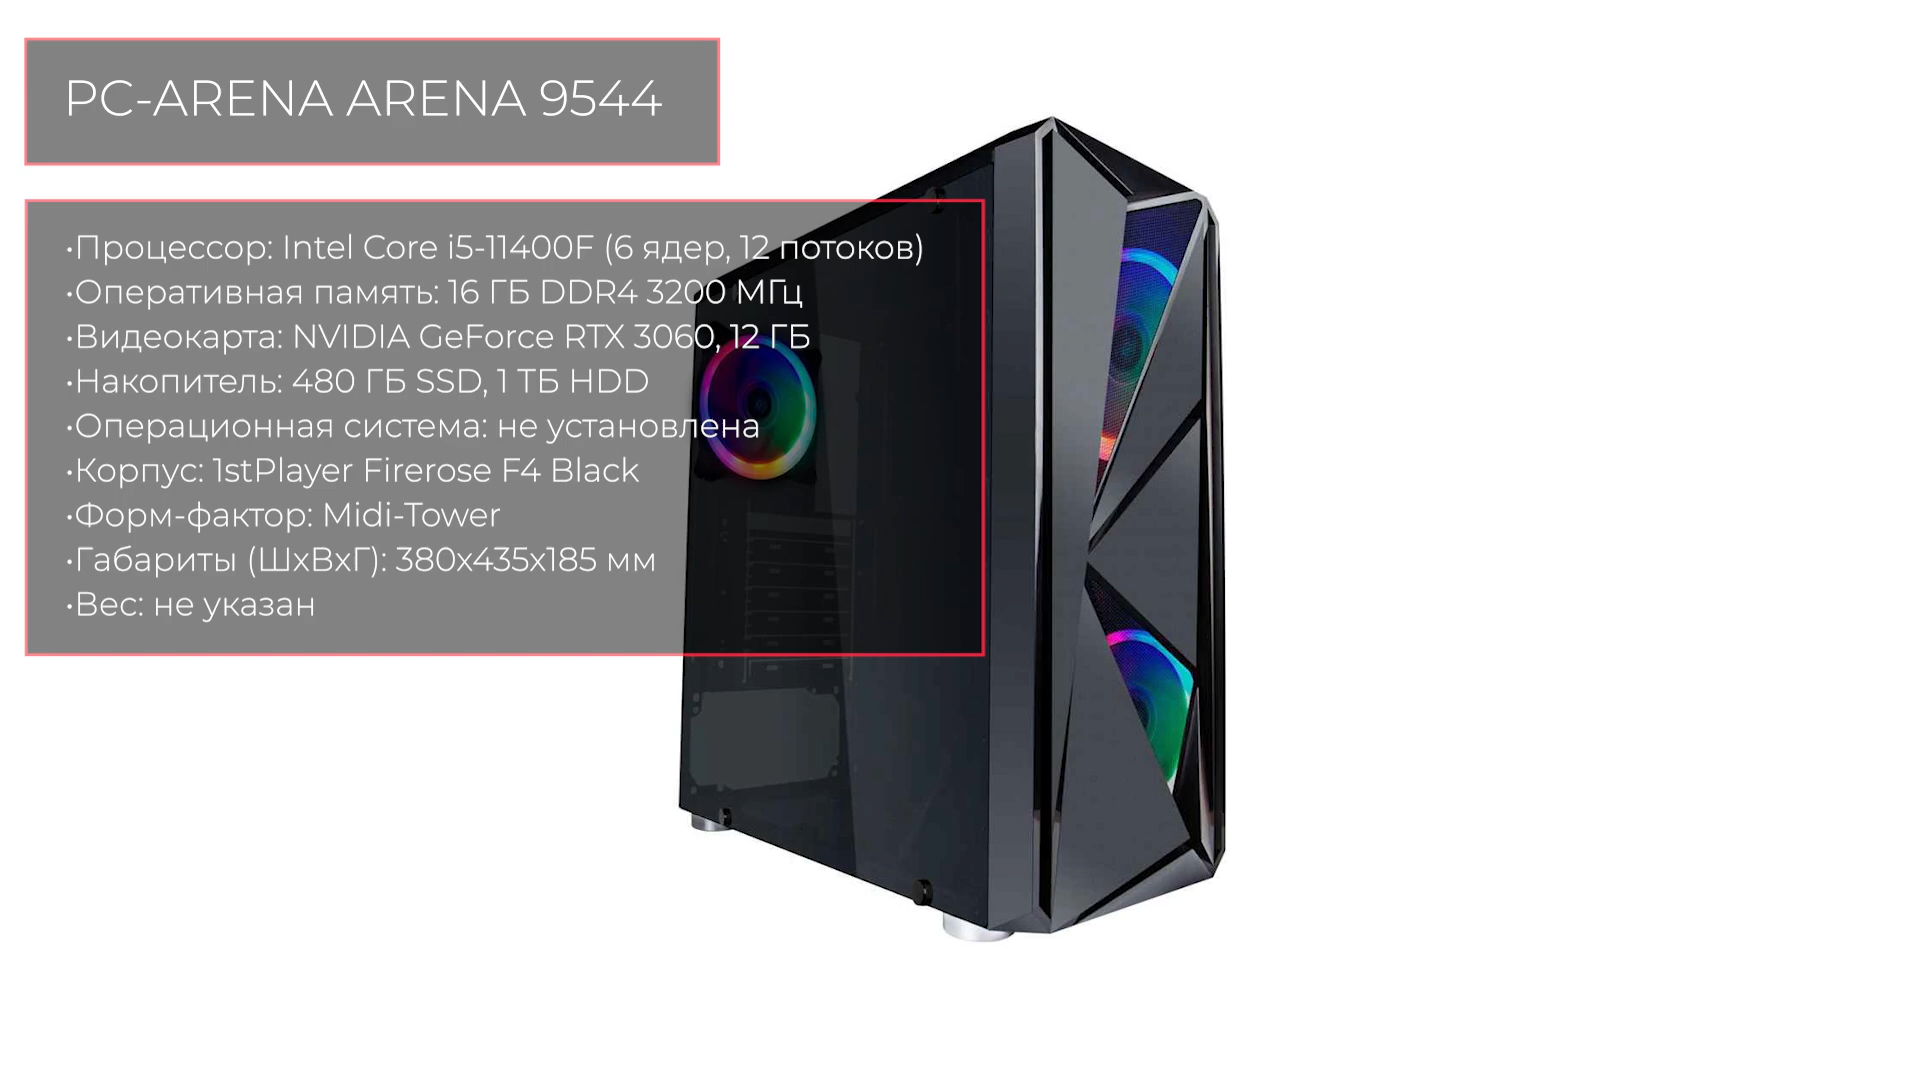 PC-ARENA ARENA 9544
•Процессор: Intel Core i5-11400F (6 ядер, 12 потоков)
•Оперативная память: 16 ГБ DDR4 3200 МГц
•Видеокарта: NVIDIA GeForce RTX 3060, 12 ГБ
•Накопитель: 480 ГБ SSD, 1 ТБ HDD
•Операционная система: не установлена
•Корпус: 1stPlayer Firerose F4 Black
•Форм-фактор: Midi-Tower
•Габариты (ШхВхГ): 380х435х185 мм
•Вес: не указан